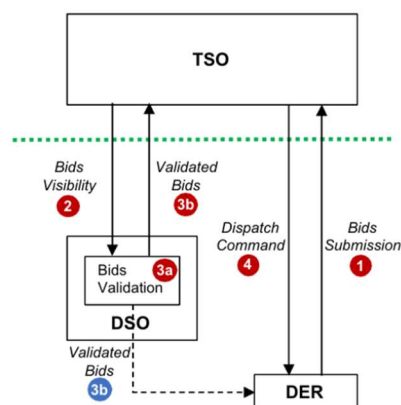 TSO
Bids
Visibility
2
Validated
Bids
3b
Dispatch
Command
4
Bids
Submission
1
Bids
Validation
3a
DSO
Validated
Bids
3b
DER